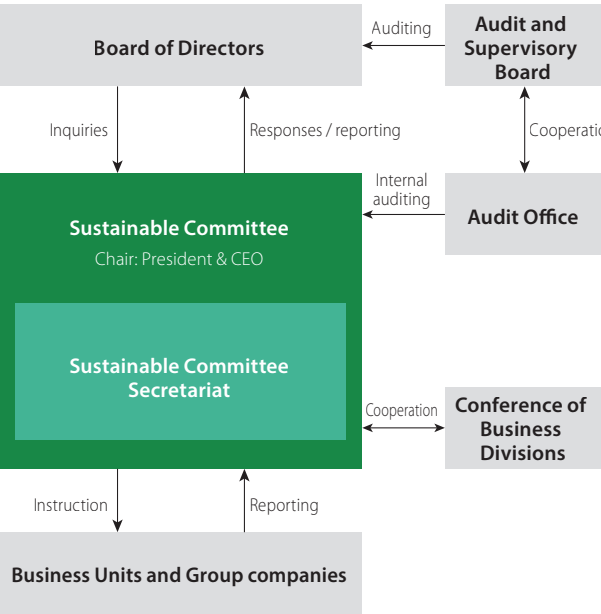 Board of Directors
Auditing
Audit and
Supervisory
Board
Inquiries
Responses / reporting
Cooperatio
Sustainable Committee
Chair: President & CEO
Internal
auditing
Audit Office
Sustainable Committee
Secretariat
Cooperation
Conference of
Business
Divisions
Instruction
Reporting
Business Units and Group companies